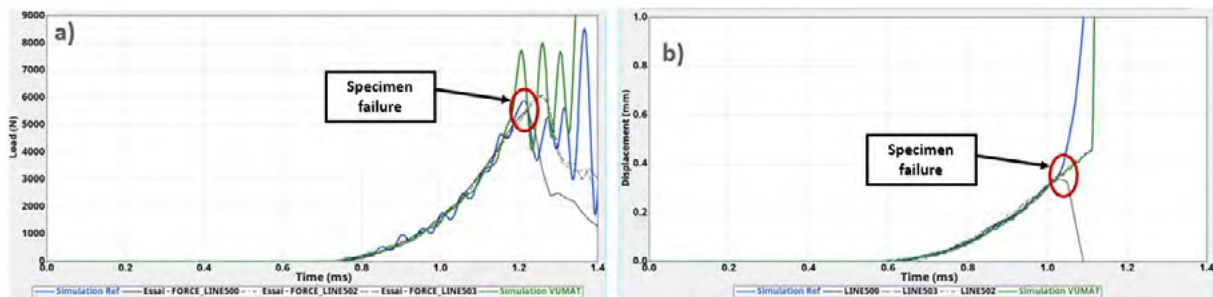 a)
Load (N)
9000
8000
7000
6000
5000
4000
3000
2000
1000
0
Specimen
failure
0.0 0.2 0.4 0.6 0.8 1.0 1.2 1.4
Time (ms)
Simulation Ref Essai - FORCE_LINE500 Essai - FORCE_LINE502 Essai - FORCE_LINE503 Simulation VUMAT
b)
Displacement (mm)
1.0
0.8
0.6
0.4
0.2
0.0
Specimen
failure
0.0 0.2 0.4 0.6 0.8 1.0 1.2 1.4
Time (ms)
Simulation Ref LINE500 LINE503 LINE502 Simulation VUMAT